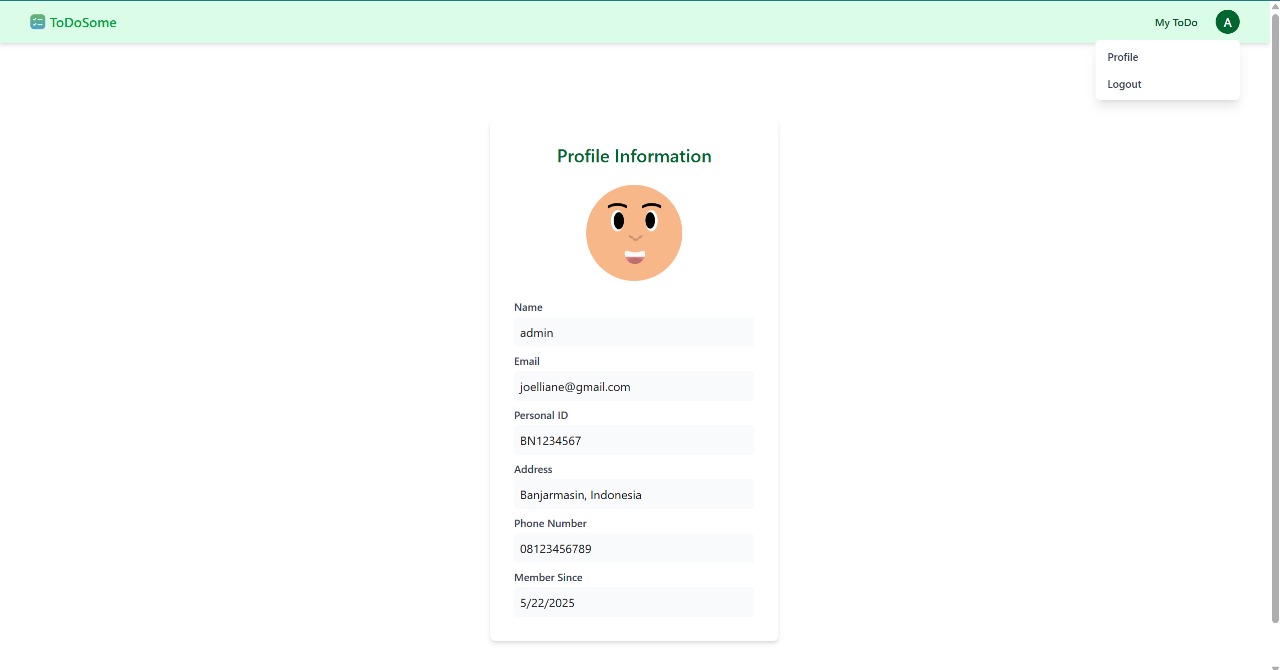 ToDoSome
My ToDo
A
Profile
Logout
Profile Information
Name
admin
Email
joelliane@gmail.com
Personal ID
BN1234567
Address
Banjarmasin, Indonesia
Phone Number
08123456789
Member Since
5/22/2025